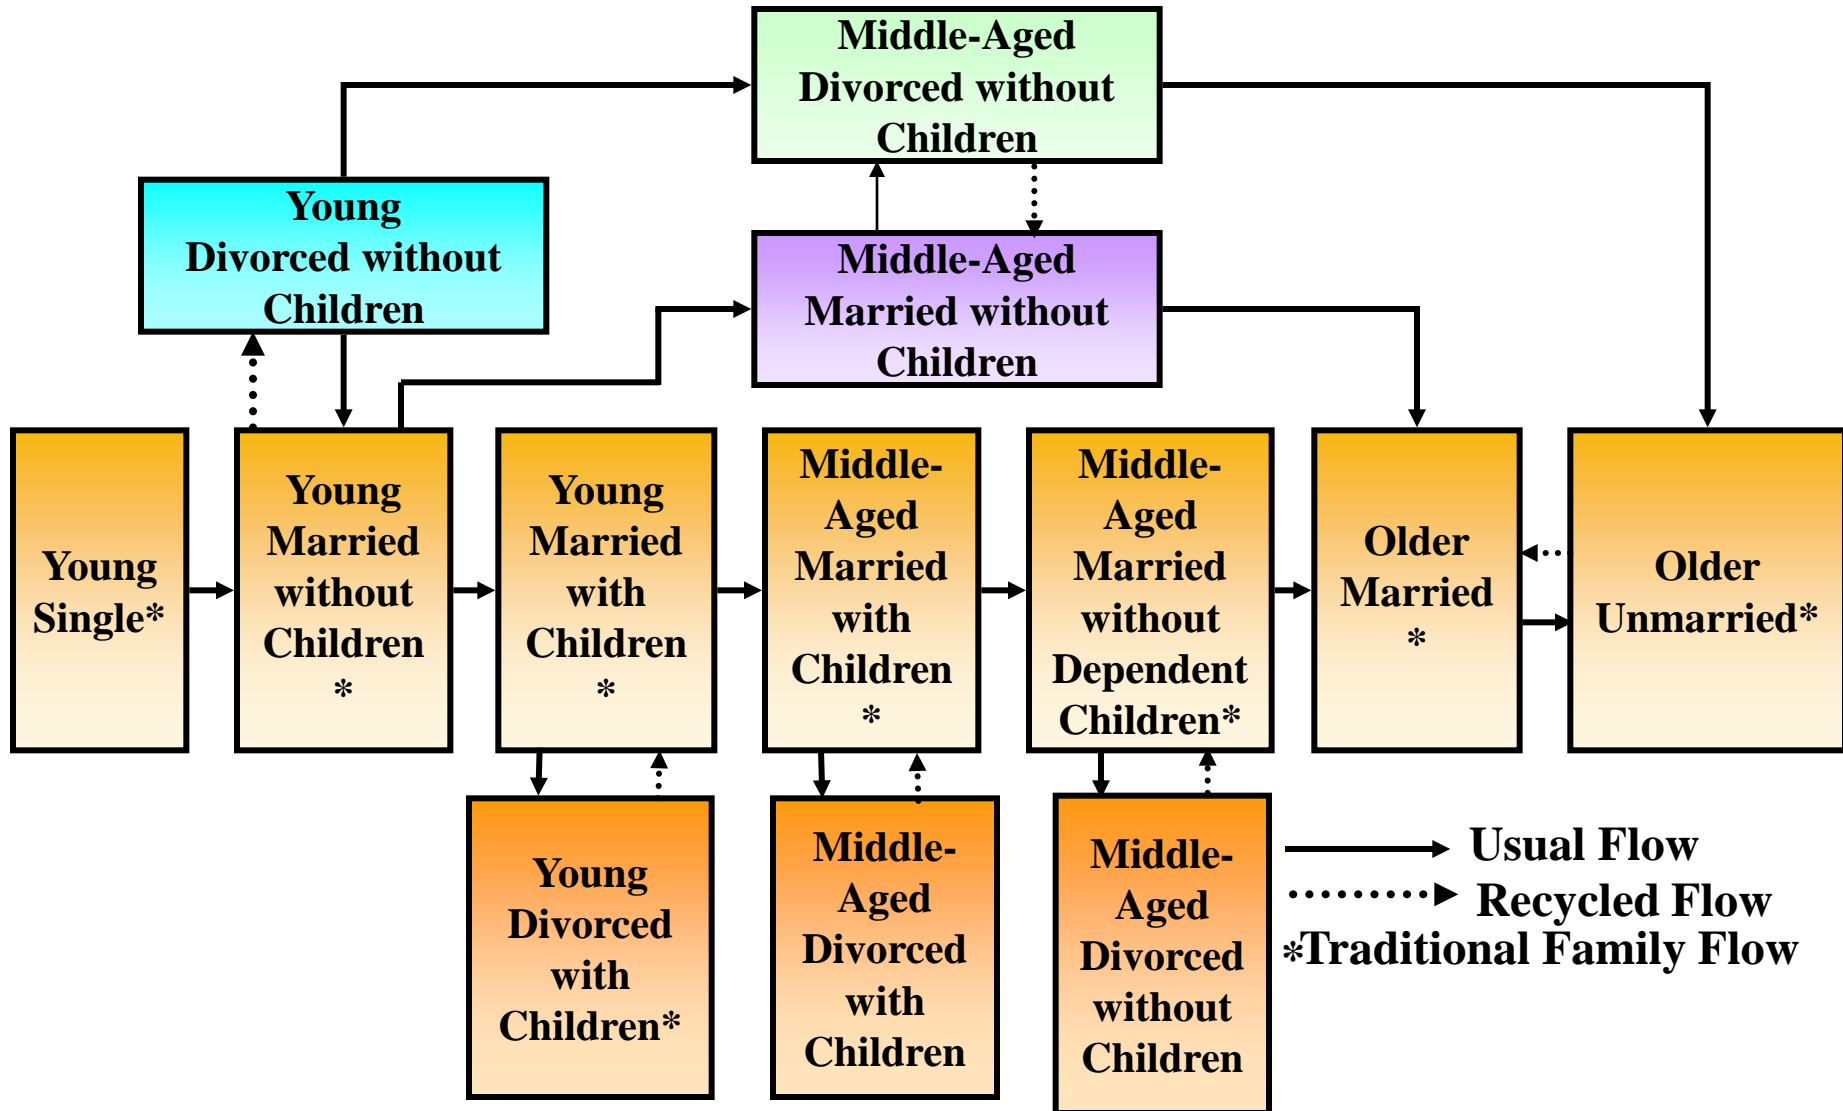 Middle-Aged
Divorced without
Children
Young
Divorced without
Children
Middle-Aged
Married without
Children
Young
Single*
Young
Married
without
Children
*
Young
Married
with
Children
*
Middle-
Aged
Married
with
Children
*
Middle-
Aged
Married
without
Dependent
Children*
Older
Married
*
Older
Unmarried*
Young
Divorced
with
Children*
Middle-
Aged
Divorced
with
Children
Middle-
Aged
Divorced
without
Children
Usual Flow
Recycled Flow
*Traditional Family Flow